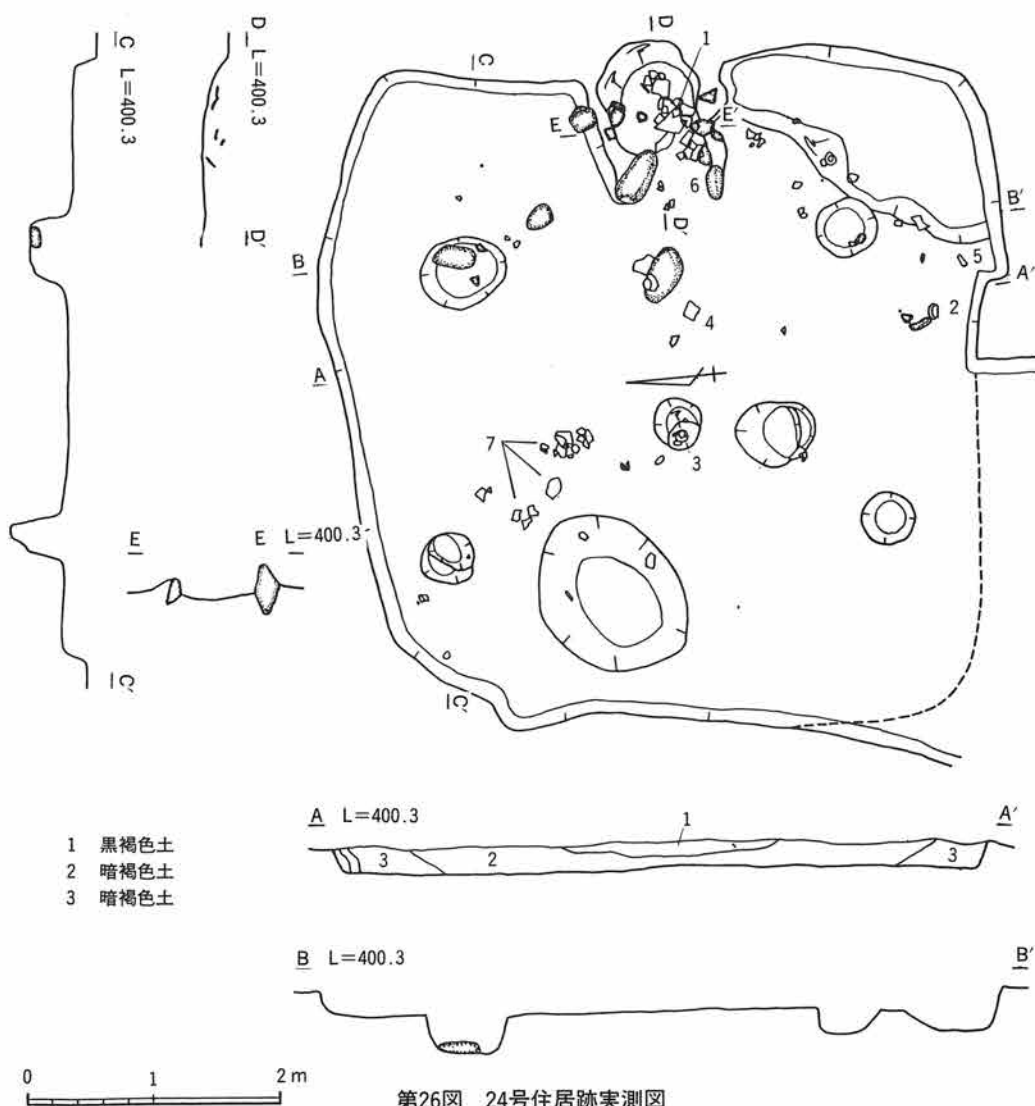 C L=400.3
D L=400.3
C'
D'
D
1
C
E
E'
6
D'
B
B'
5
A'
2
4
A
3
7
C'
E
E L=400.3
1 黒褐色土
2 暗褐色土
3 暗褐色土
A L=400.3
1
A'
3
2
3
B L=400.3
B'
0 1 2 m
第26図 24号住居跡実測図